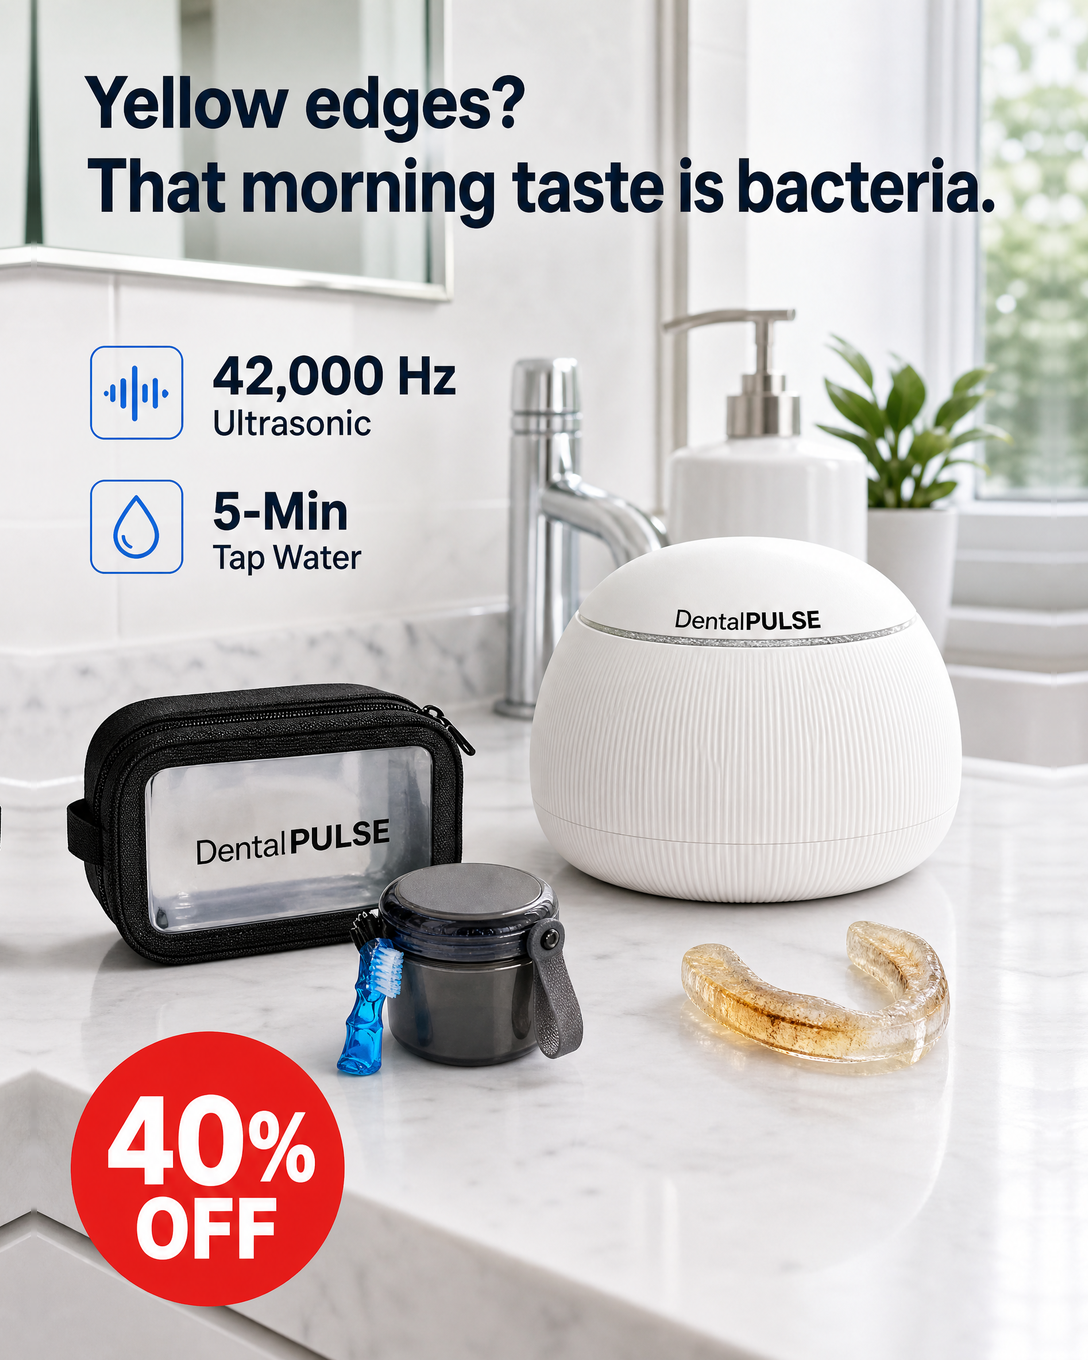 Yellow edges?
That morning taste is bacteria.
42,000 Hz
Ultrasonic
5-Min
Tap Water
DentalPULSE
DentalPULSE
40%
OFF